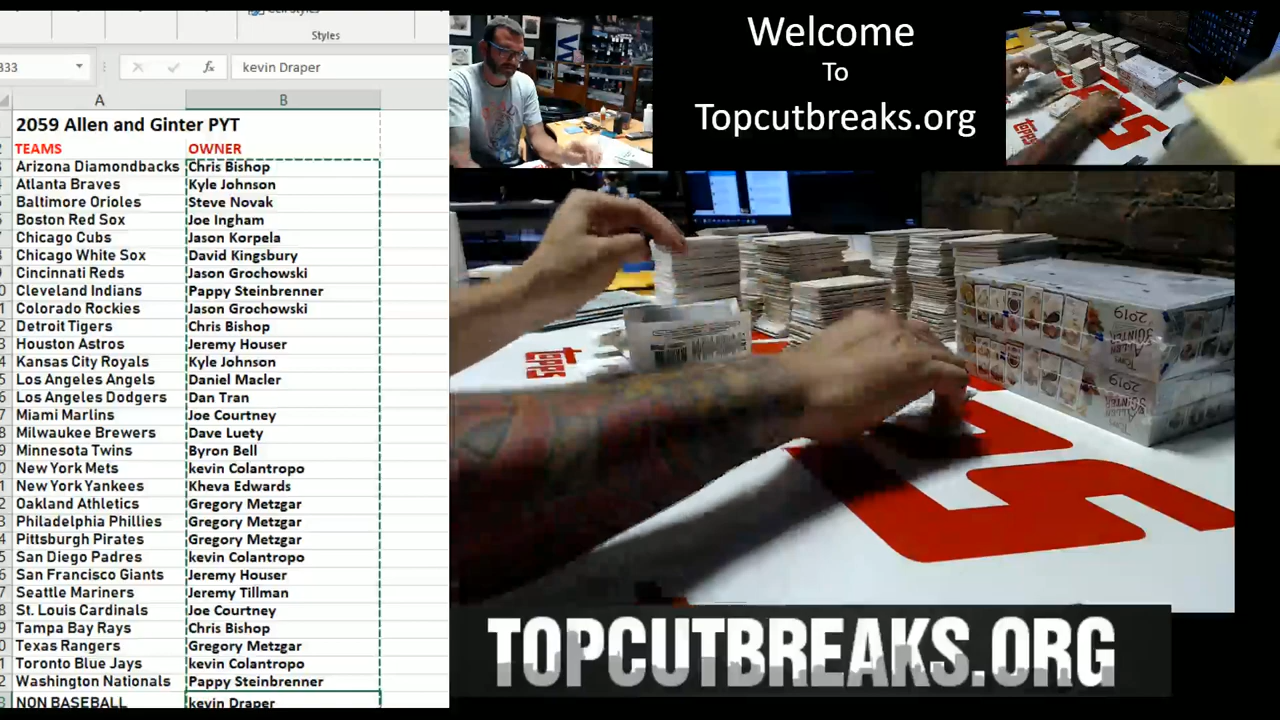 Styles
333
fx
kevin Draper
A
B
2059 Allen and Ginter PYT
TEAMS OWNER
Arizona Diamondbacks Chris Bishop
Atlanta Braves Kyle Johnson
Baltimore Orioles Steve Novak
Boston Red Sox Joe Ingham
Chicago Cubs Jason Korpela
Chicago White Sox David Kingsbury
Cincinnati Reds Jason Grochowski
Cleveland Indians Pappy Steinbrenner
Colorado Rockies Jason Grochowski
Detroit Tigers Chris Bishop
Houston Astros Jeremy Houser
Kansas City Royals Kyle Johnson
Los Angeles Angels Daniel Macler
Los Angeles Dodgers Dan Tran
Miami Marlins Joe Courtney
Milwaukee Brewers Dave Luety
Minnesota Twins Byron Bell
New York Mets kevin Colantropo
New York Yankees Kheva Edwards
Oakland Athletics Gregory Metzgar
Philadelphia Phillies Gregory Metzgar
Pittsburgh Pirates Gregory Metzgar
San Diego Padres kevin Colantropo
San Francisco Giants Jeremy Houser
Seattle Mariners Jeremy Tillman
St. Louis Cardinals Joe Courtney
Tampa Bay Rays Chris Bishop
Texas Rangers Gregory Metzgar
Toronto Blue Jays kevin Colantropo
Washington Nationals Pappy Steinbrenner
NON BASEBALL kevin Draper
Welcome
To
Topcutbreaks.org
topps
2019
2019
TOPCUTBREAKS.ORG